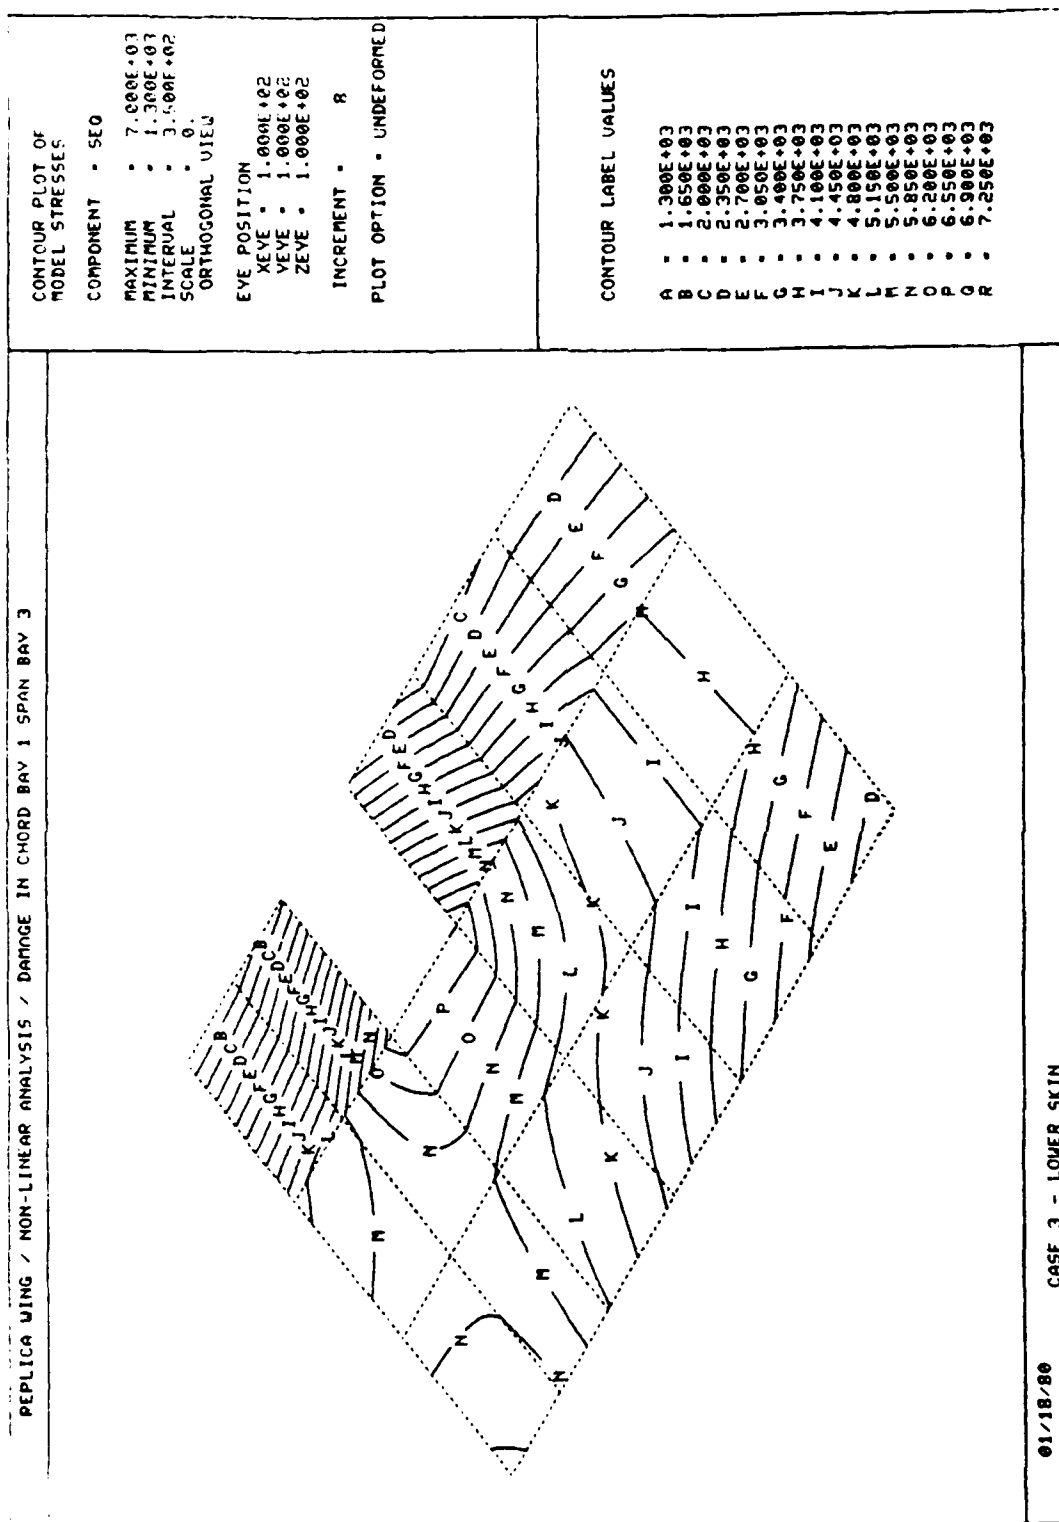 REPLICA WING / NON-LINEAR ANALYSIS / DAMAGE IN CHORD BAY 1 SPAN BAY 3
CONTOUR PLOT OF
MODEL STRESSES
COMPONENT = SEQ
MAXIMUM = 7.000E+03
MINIMUM = 1.300E+03
INTERVAL = 3.500E+02
SCALE = 0.
ORTHOGONAL VIEW
EYE POSITION
XEYE = 1.000E+02
YEYE = 1.000E+02
ZEYE = 1.000E+02
INCREMENT = 8
PLOT OPTION = UNDEFORMED
CONTOUR LABEL VALUES
A = 1.300E+03
B = 1.650E+03
C = 2.000E+03
D = 2.350E+03
E = 2.700E+03
F = 3.050E+03
G = 3.400E+03
H = 3.750E+03
I = 4.100E+03
J = 4.450E+03
K = 4.800E+03
L = 5.150E+03
M = 5.500E+03
N = 5.850E+03
O = 6.200E+03
P = 6.550E+03
Q = 6.900E+03
R = 7.250E+03
01/18/80 CASE 3 - LOWER SKIN